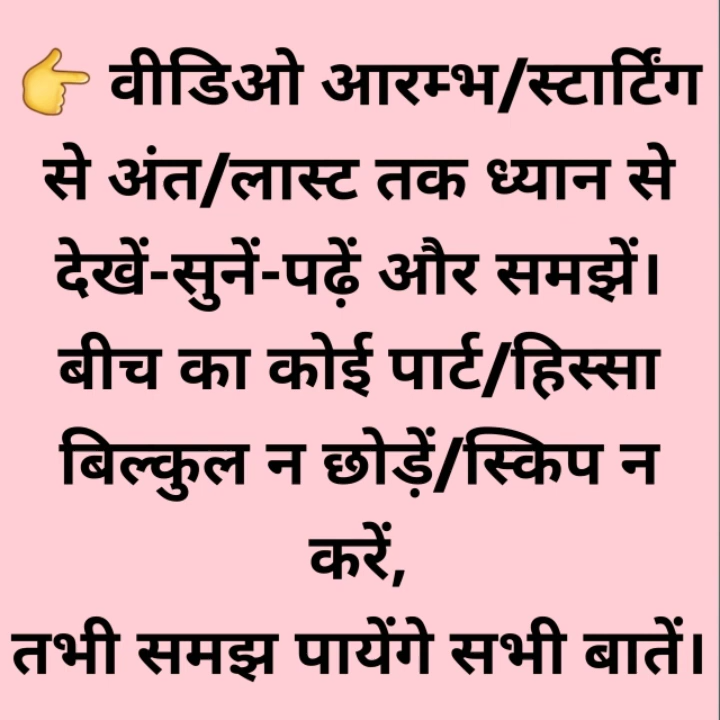 👉 वीडिओ आरम्भ/स्टार्टिंग
से अंत/लास्ट तक ध्यान से
देखें-सुनें-पढ़ें और समझें।
बीच का कोई पार्ट/हिस्सा
बिल्कुल न छोड़ें/स्किप न
करें,
तभी समझ पायेंगे सभी बातें।